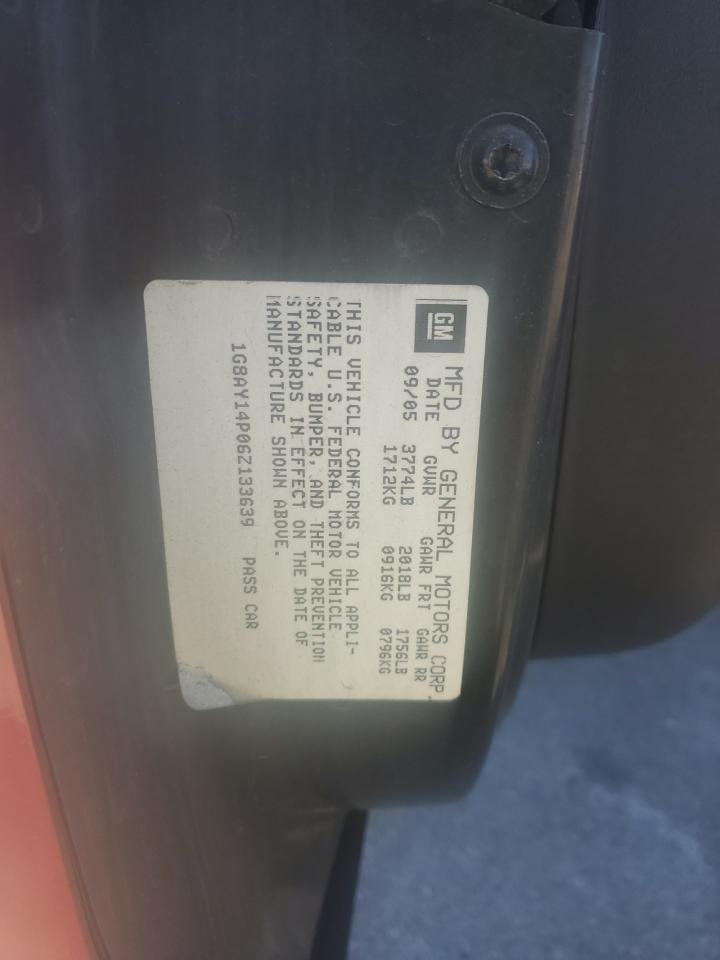 GM MFD BY GENERAL MOTORS CORP.
DATE GVWR GAWR FRT GAWR RR
09/05 3774LB 2018LB 1756LB
1712KG 0916KG 0796KG
THIS VEHICLE CONFORMS TO ALL APPLI-
CABLE U.S. FEDERAL MOTOR VEHICLE
SAFETY, BUMPER, AND THEFT PREVENTION
STANDARDS IN EFFECT ON THE DATE OF
MANUFACTURE SHOWN ABOVE.
1G8AY14P06Z133639 PASS CAR